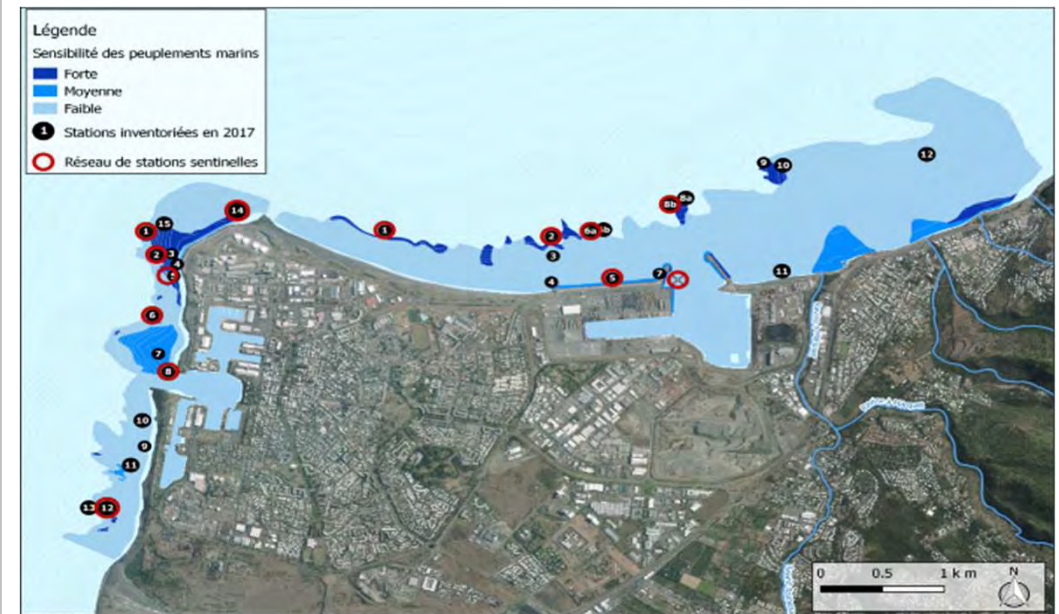 Légende
Sensibilité des peuplements marins
Forte
Moyenne
Faible
1 Stations inventoriées en 2017
Réseau de stations sentinelles
12
9 10
8b 8a
14
15
1
1
2 6a 6b
2 3
3
4
5
7
11
4
6
7
8
10
9
11
13 12
0 0.5 1 km
N